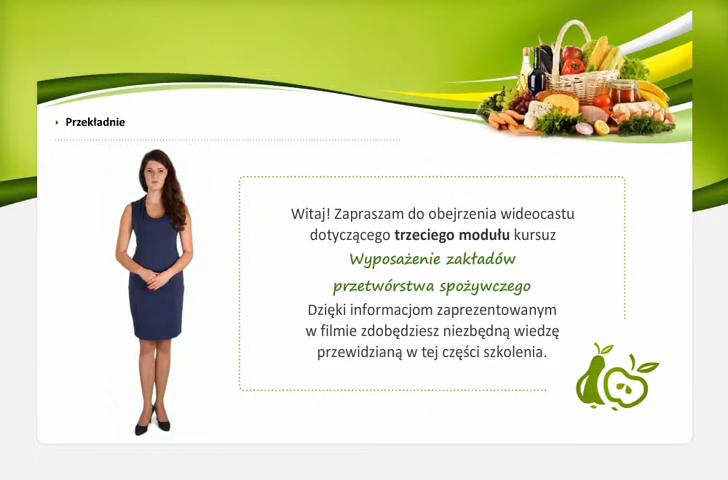 Przekładnie
Witaj! Zapraszam do obejrzenia wideocastu
dotyczącego trzeciego modułu kursuz
Wyposażenie zakładów
przetwórstwa spożywczego
Dzięki informacjom zaprezentowanym
w filmie zdobędziesz niezbędną wiedzę
przewidzianą w tej części szkolenia.